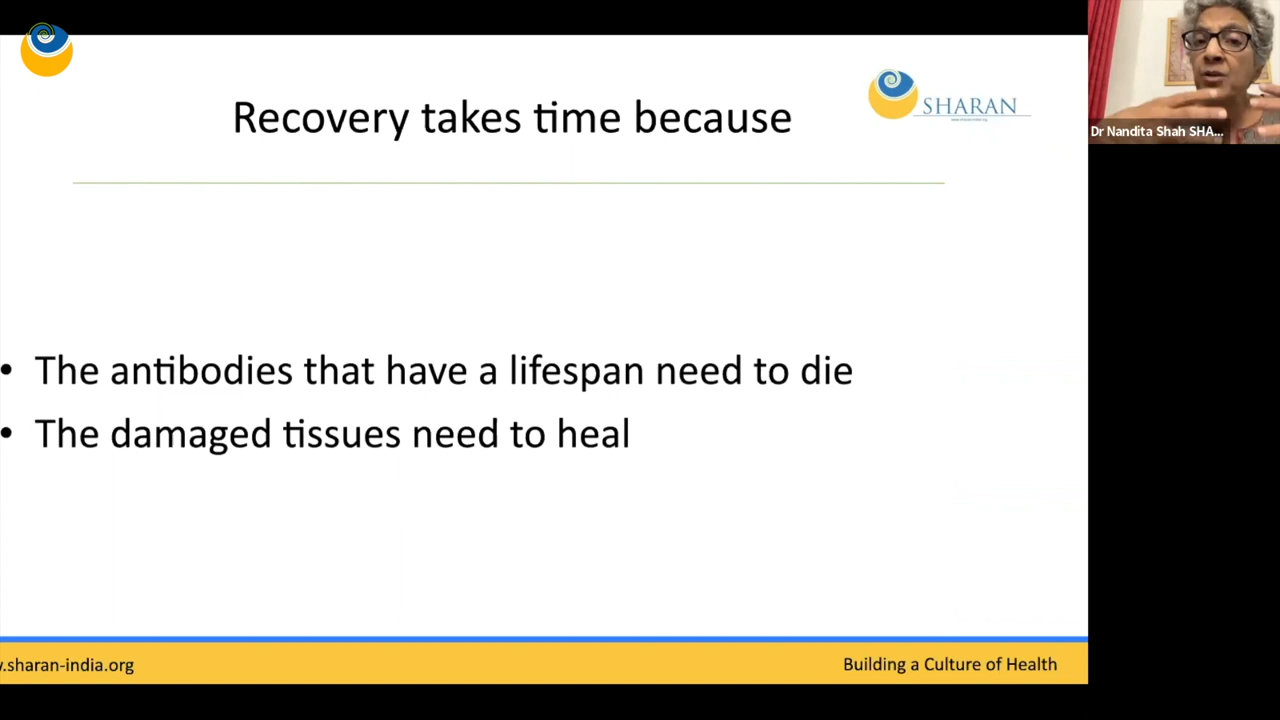 Recovery takes time because
SHARAN
Dr Nandita Shah SHA...
• The antibodies that have a lifespan need to die
• The damaged tissues need to heal
.sharan-india.org
Building a Culture of Health